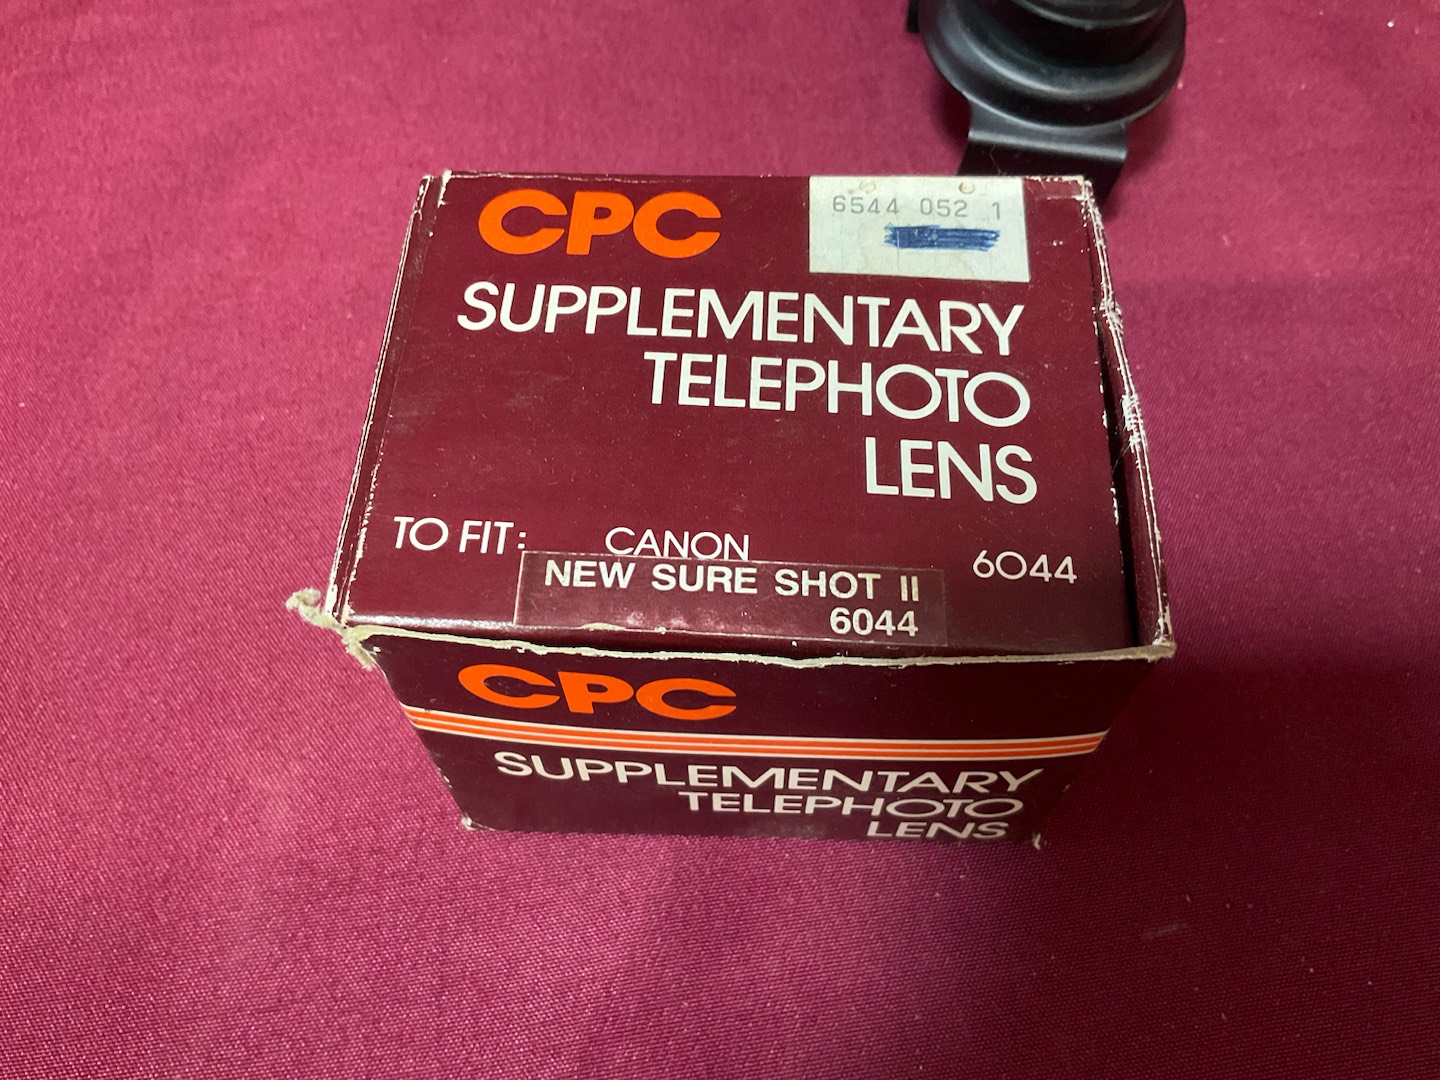 CPC
6544 052 1
SUPPLEMENTARY
TELEPHOTO
LENS
TO FIT: CANON
6044
NEW SURE SHOT II
6044
CPC
SUPPLEMENTARY
TELEPHOTO
LENS